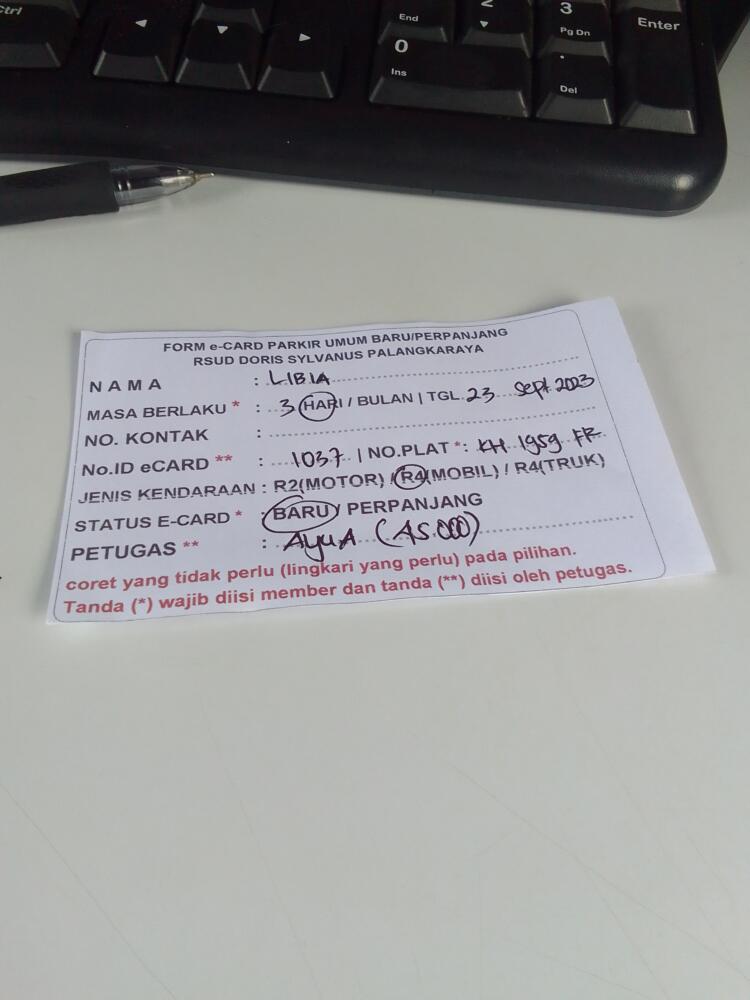 Ctrl
End
2
3
Pg Dn
Enter
0
Ins
.
Del
FORM e-CARD PARKIR UMUM BARU/PERPANJANG
RSUD DORIS SYLVANUS PALANGKARAYA
NAMA : LIBIA
MASA BERLAKU * : 3 HARI / BULAN | TGL. 23 Sept 2023
NO. KONTAK :
No.ID eCARD ** : 1037 | NO.PLAT *: KH 1959 FR
JENIS KENDARAAN : R2(MOTOR) / R4(MOBIL) / R4(TRUK)
STATUS E-CARD * : BARU / PERPANJANG
PETUGAS ** : AyuA (45.000)
coret yang tidak perlu (lingkari yang perlu) pada pilihan.
Tanda (*) wajib diisi member dan tanda (**) diisi oleh petugas.